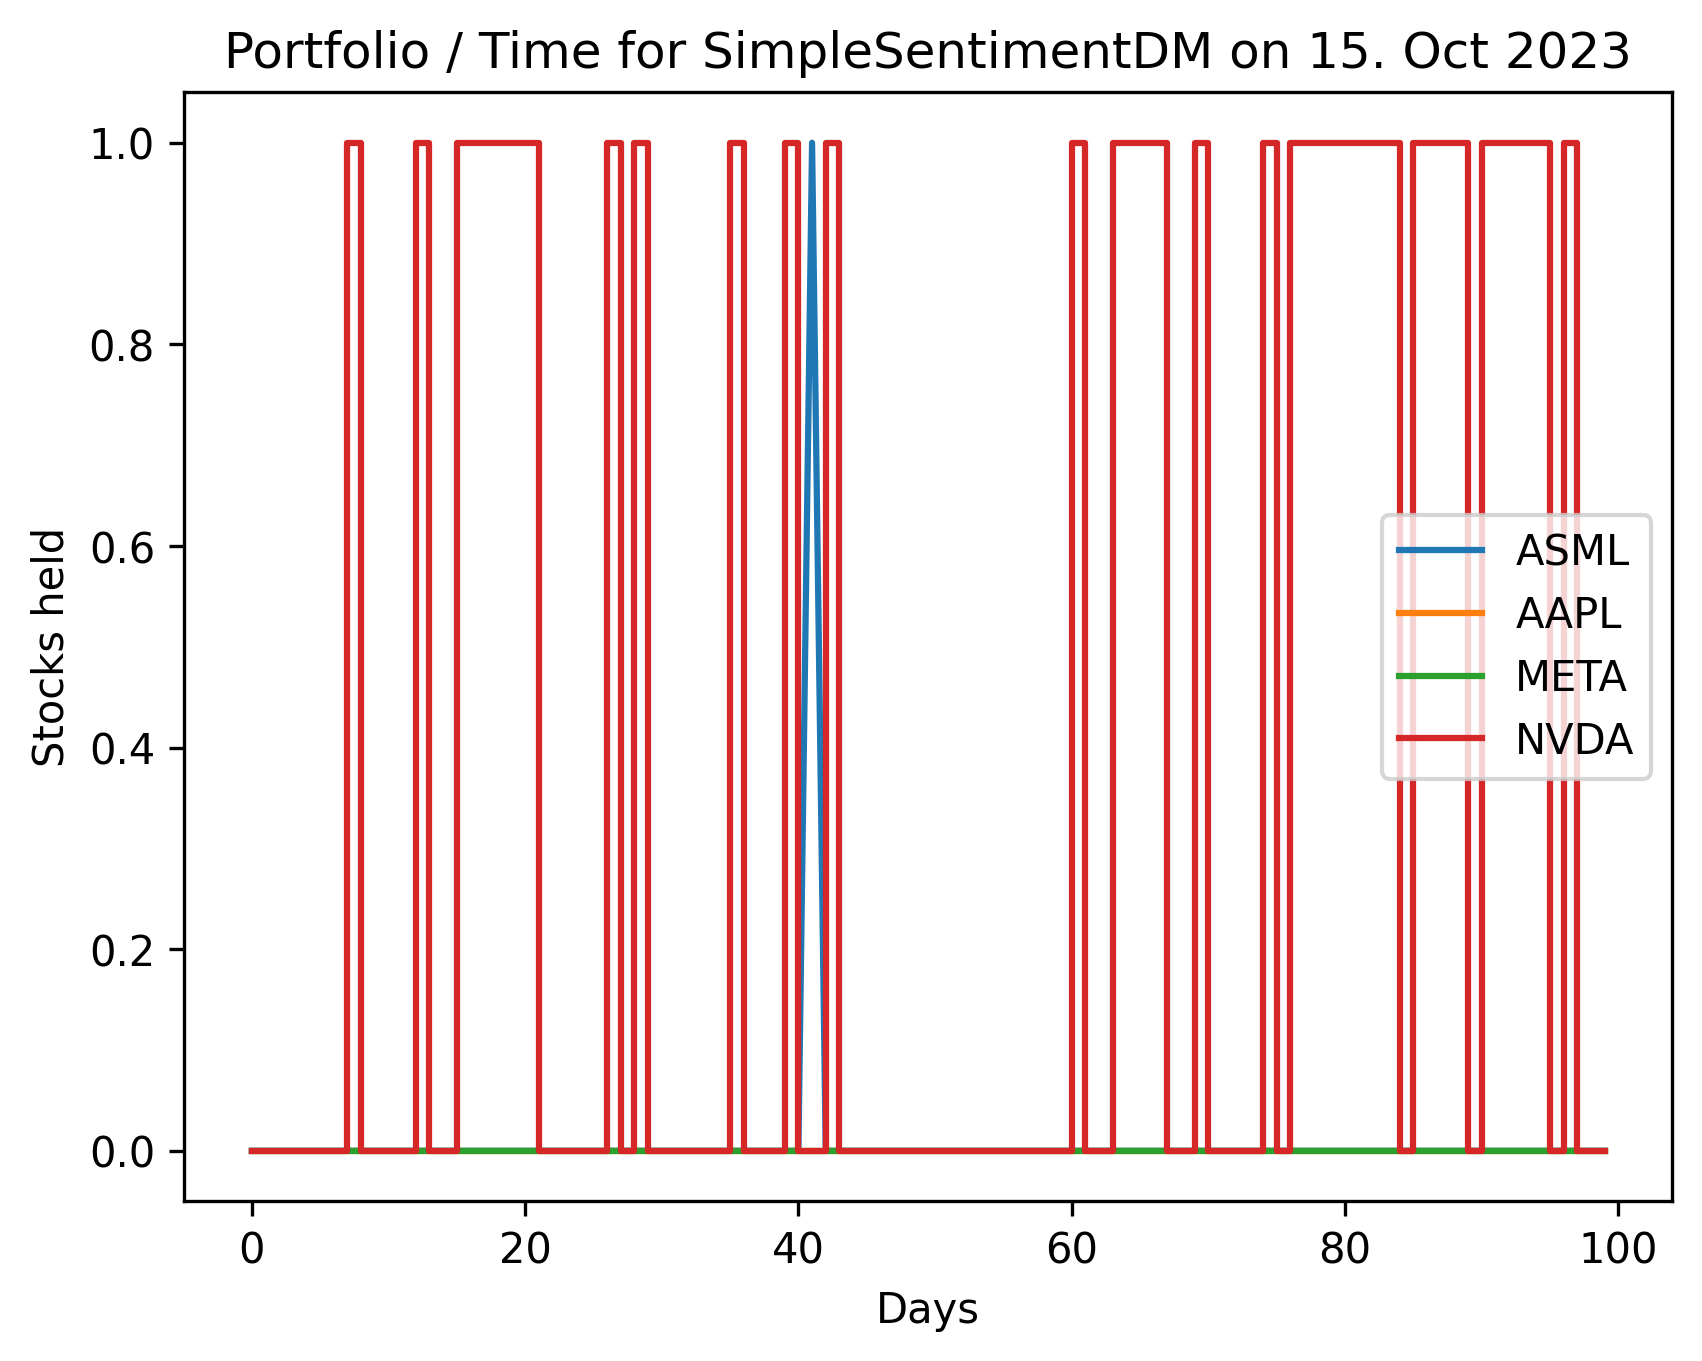 Portfolio / Time for SimpleSentimentDM on 15. Oct 2023
1.0
0.8
0.6
0.4
0.2
0.0
Stocks held
ASML
AAPL
META
NVDA
0 20 40 60 80 100
Days